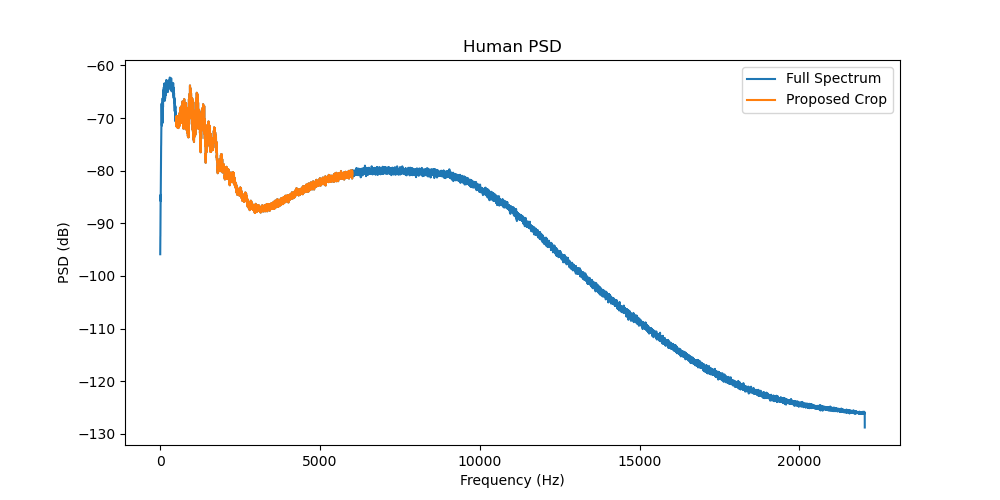 Human PSD
Full Spectrum
Proposed Crop
−60
−70
−80
−90
−100
−110
−120
−130
PSD (dB)
0
5000
10000
15000
20000
Frequency (Hz)